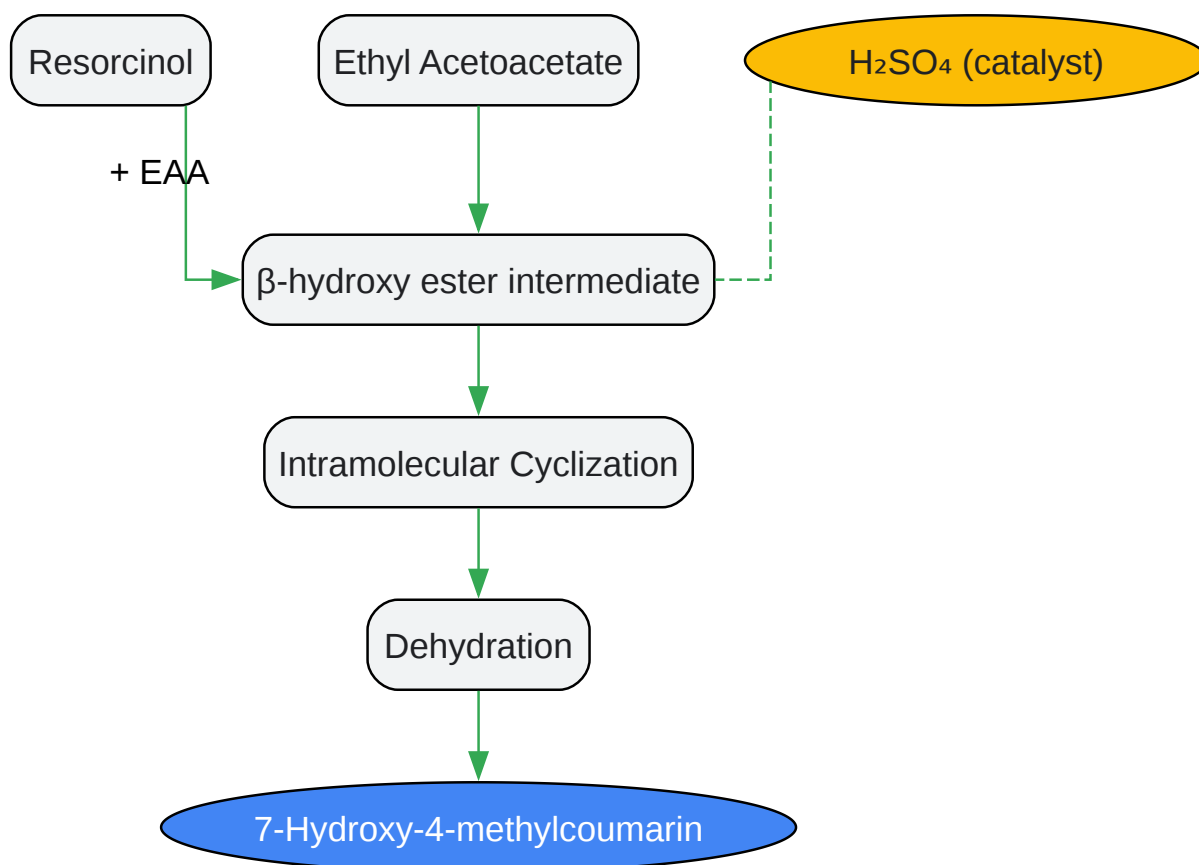 Resorcinol
Ethyl Acetoacetate
H₂SO₄ (catalyst)
+ EAA
β-hydroxy ester intermediate
Intramolecular Cyclization
Dehydration
7-Hydroxy-4-methylcoumarin